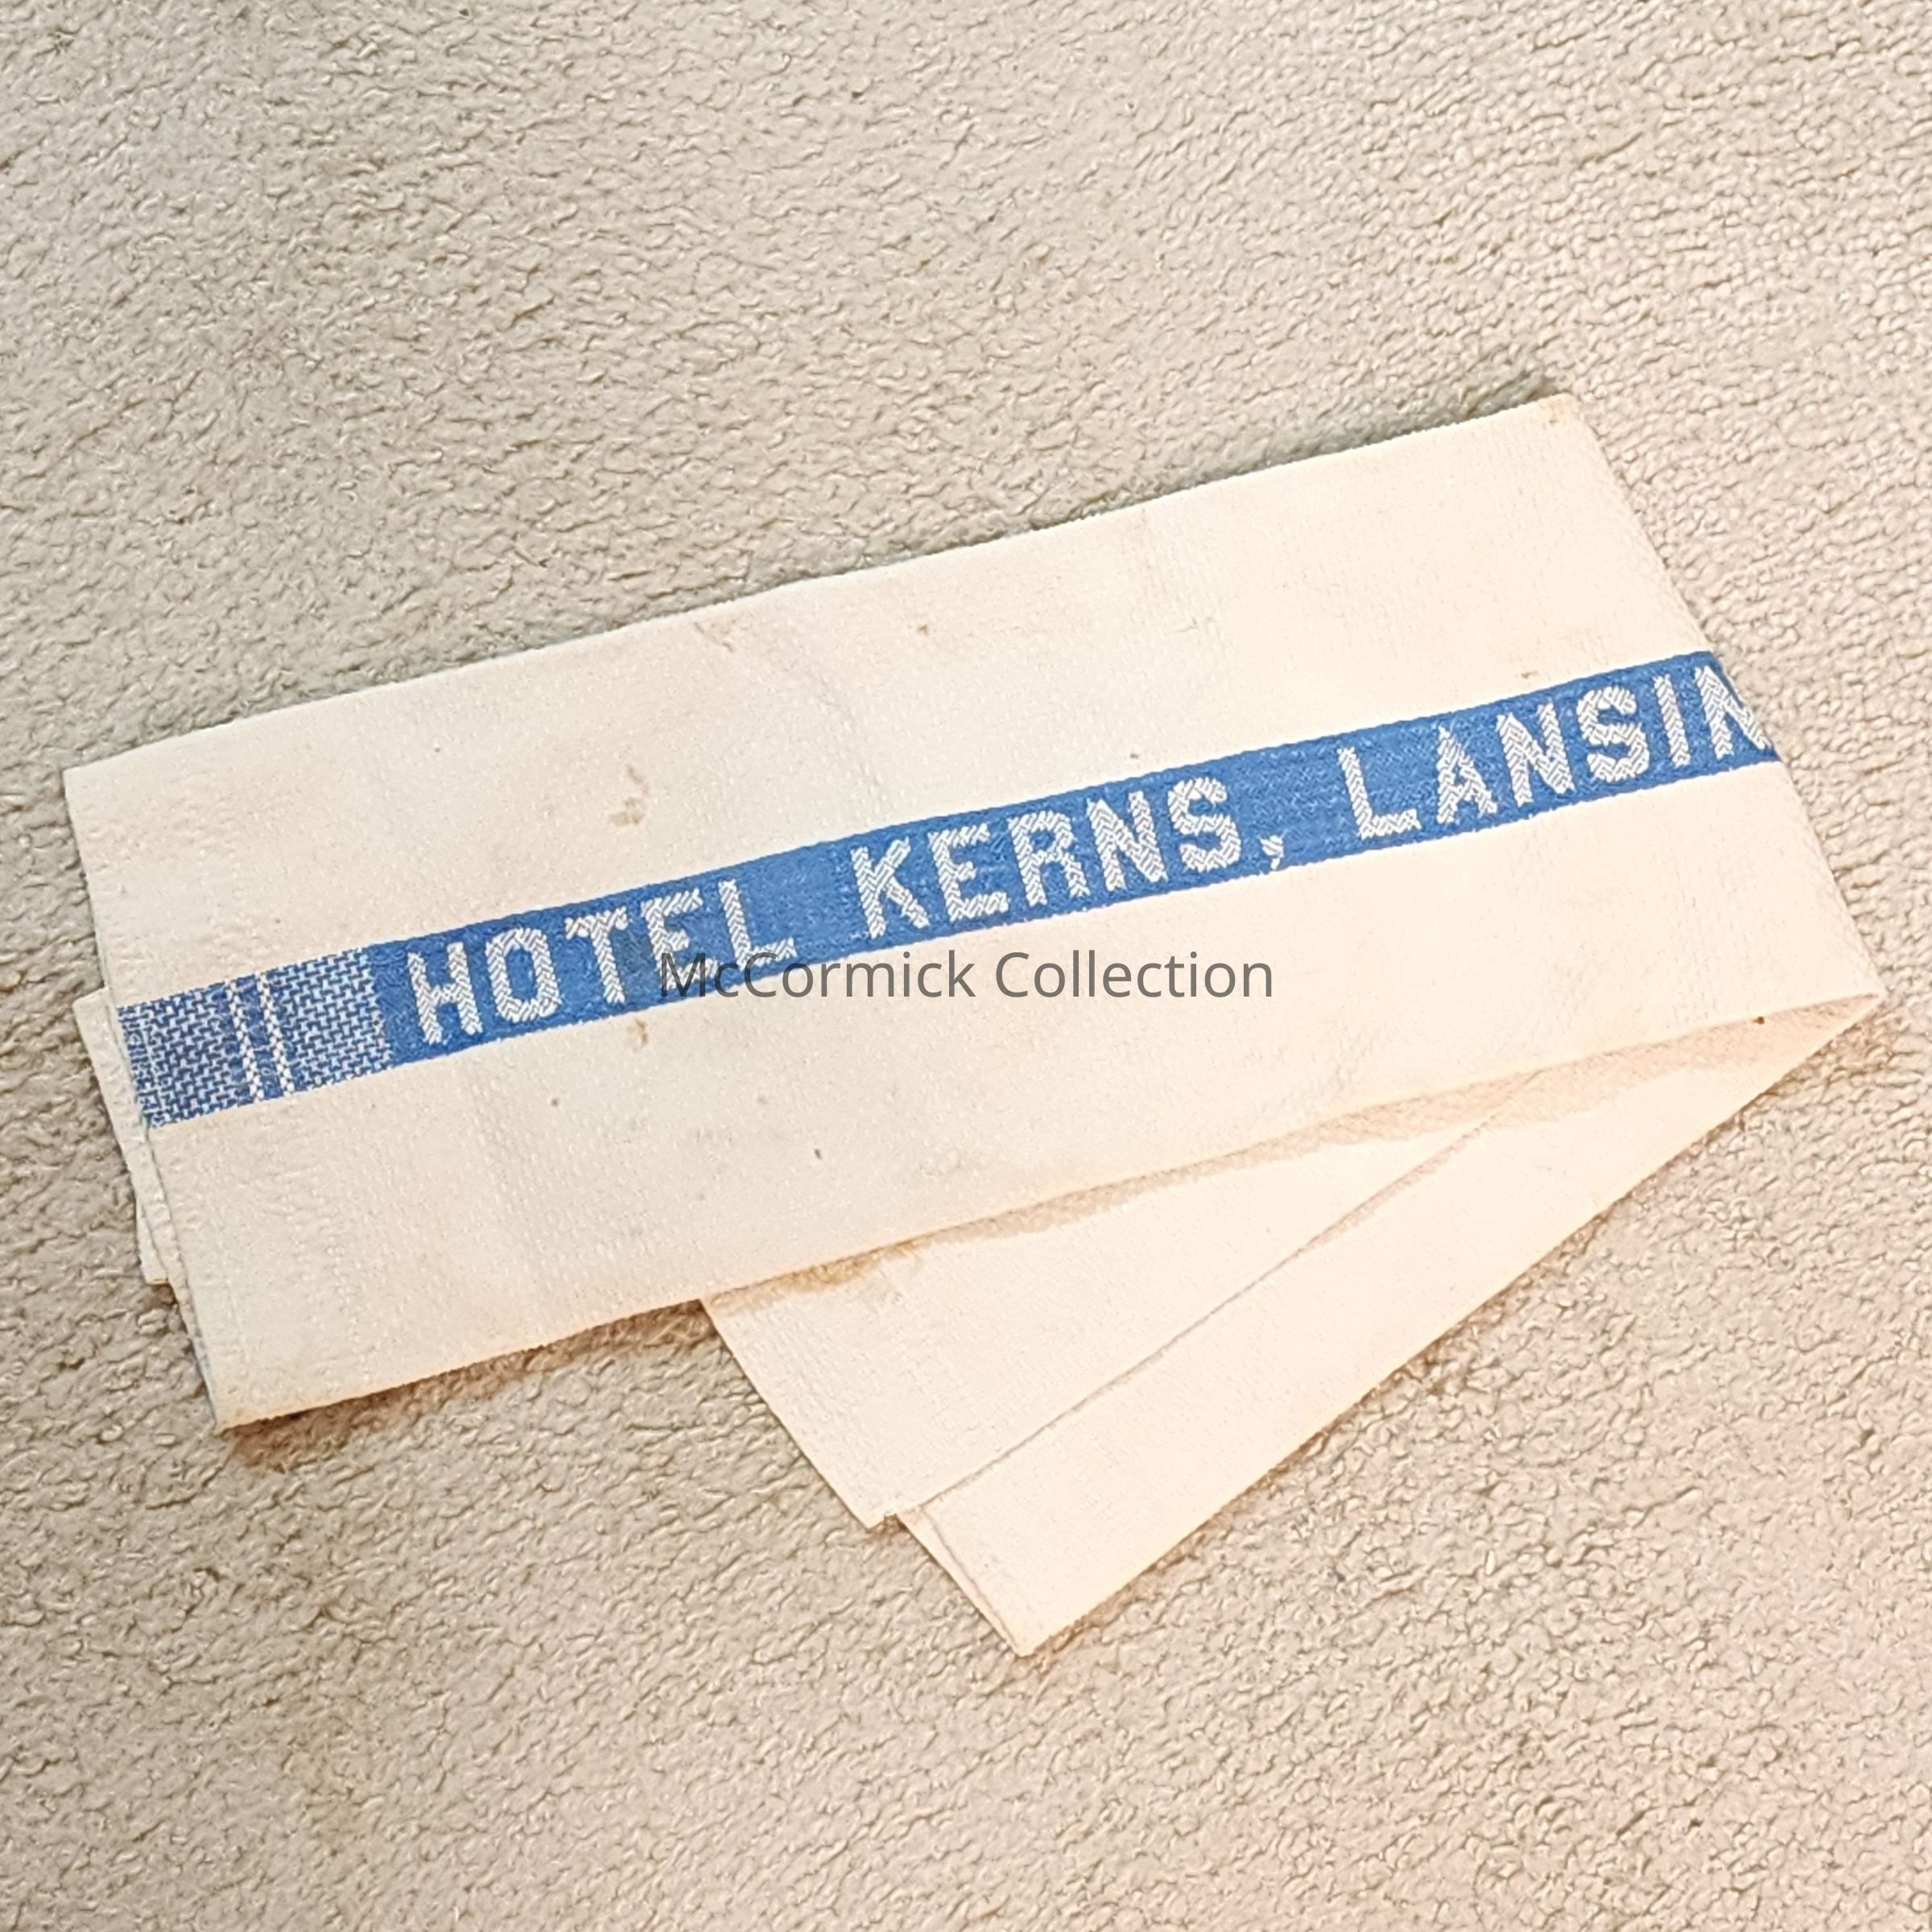 HOTEL KERNS, LANSIN
McCormick Collection